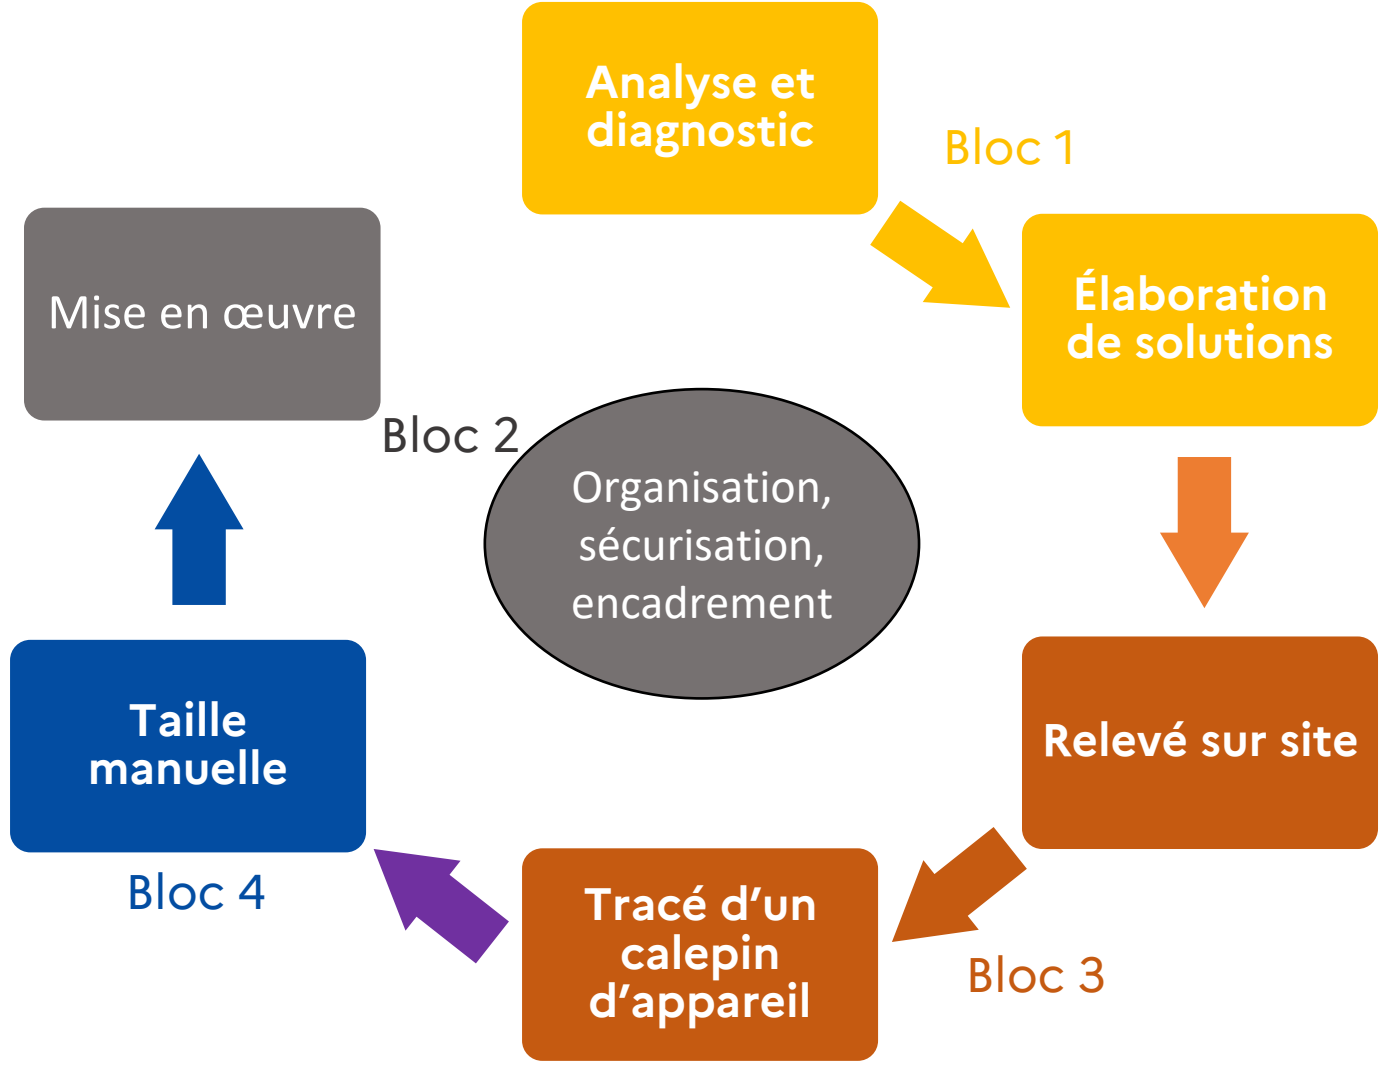 Analyse et
diagnostic
Bloc 1
Élaboration
de solutions
Relevé sur site
Bloc 3
Tracé d’un
calepin
d’appareil
Taille
manuelle
Bloc 4
Mise en œuvre
Bloc 2
Organisation,
sécurisation,
encadrement